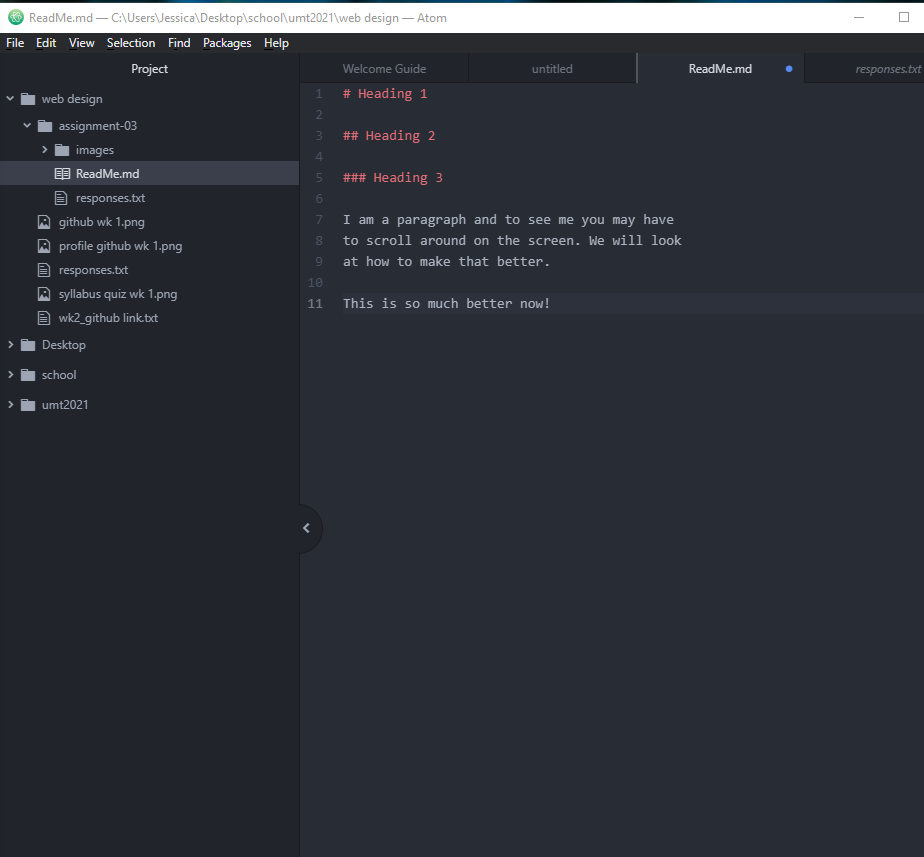 ReadMe.md — C:\Users\Jessica\Desktop\school\umt2021\web design — Atom
File Edit View Selection Find Packages Help
Project
web design
assignment-03
images
ReadMe.md
responses.txt
github wk 1.png
profile github wk 1.png
responses.txt
syllabus quiz wk 1.png
wk2_github link.txt
Desktop
school
umt2021
Welcome Guide untitled ReadMe.md responses.txt
1 # Heading 1
2
3 ## Heading 2
4
5 ### Heading 3
6
7 I am a paragraph and to see me you may have
8 to scroll around on the screen. We will look
9 at how to make that better.
10
11 This is so much better now!